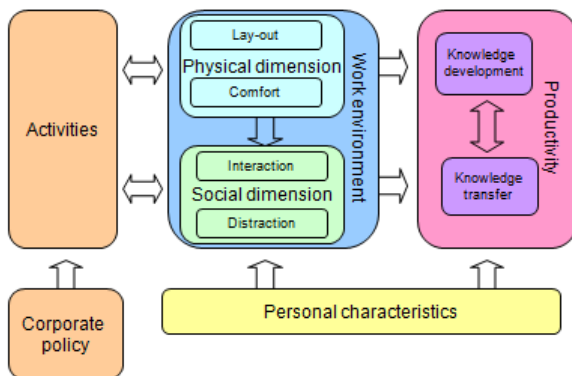 Activities
Corporate
policy
Lay-out
Physical dimension
Comfort
Interaction
Social dimension
Distraction
Work environment
Knowledge
development
Knowledge
transfer
Productivity
Personal characteristics